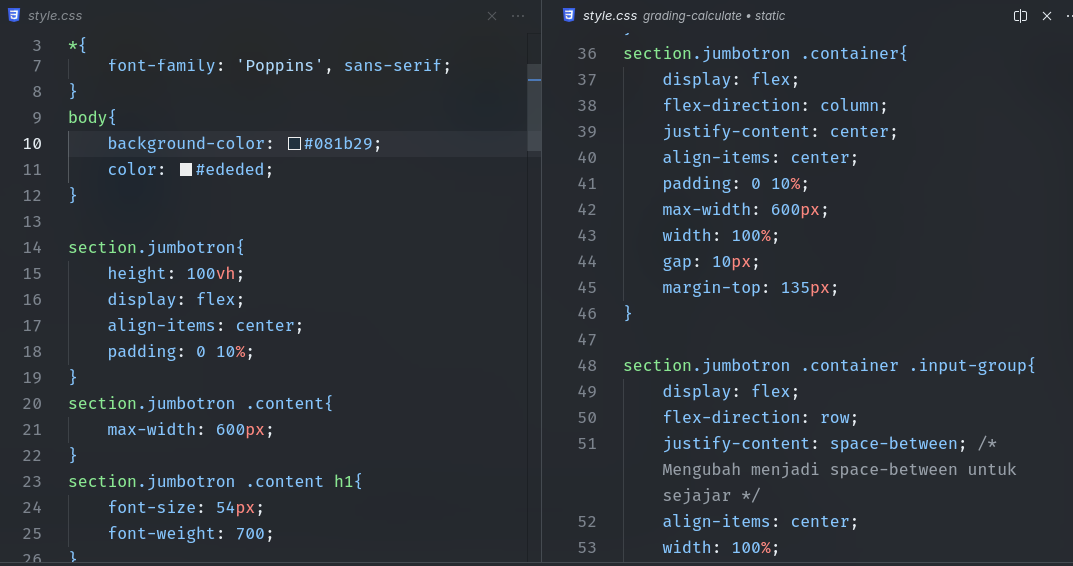 style.css
3 *{
7 font-family: 'Poppins', sans-serif;
8 }
9 body{
10 background-color: #081b29;
11 color: #ededed;
12 }
13
14 section.jumbotron{
15 height: 100vh;
16 display: flex;
17 align-items: center;
18 padding: 0 10%;
19 }
20 section.jumbotron .content{
21 max-width: 600px;
22 }
23 section.jumbotron .content h1{
24 font-size: 54px;
25 font-weight: 700;
26 }
style.css grading-calculate • static
36 section.jumbotron .container{
37 display: flex;
38 flex-direction: column;
39 justify-content: center;
40 align-items: center;
41 padding: 0 10%;
42 max-width: 600px;
43 width: 100%;
44 gap: 10px;
45 margin-top: 135px;
46 }
47
48 section.jumbotron .container .input-group{
49 display: flex;
50 flex-direction: row;
51 justify-content: space-between; /*
Mengubah menjadi space-between untuk
sejajar */
52 align-items: center;
53 width: 100%;